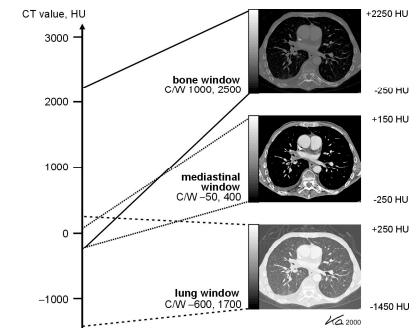 CT value, HU
3000
2000
1000
0
−1000
bone window
C/W 1000, 2500
mediastinal
window
C/W −50, 400
lung window
C/W −600, 1700
+2250 HU
-250 HU
+150 HU
-250 HU
+250 HU
-1450 HU
2000